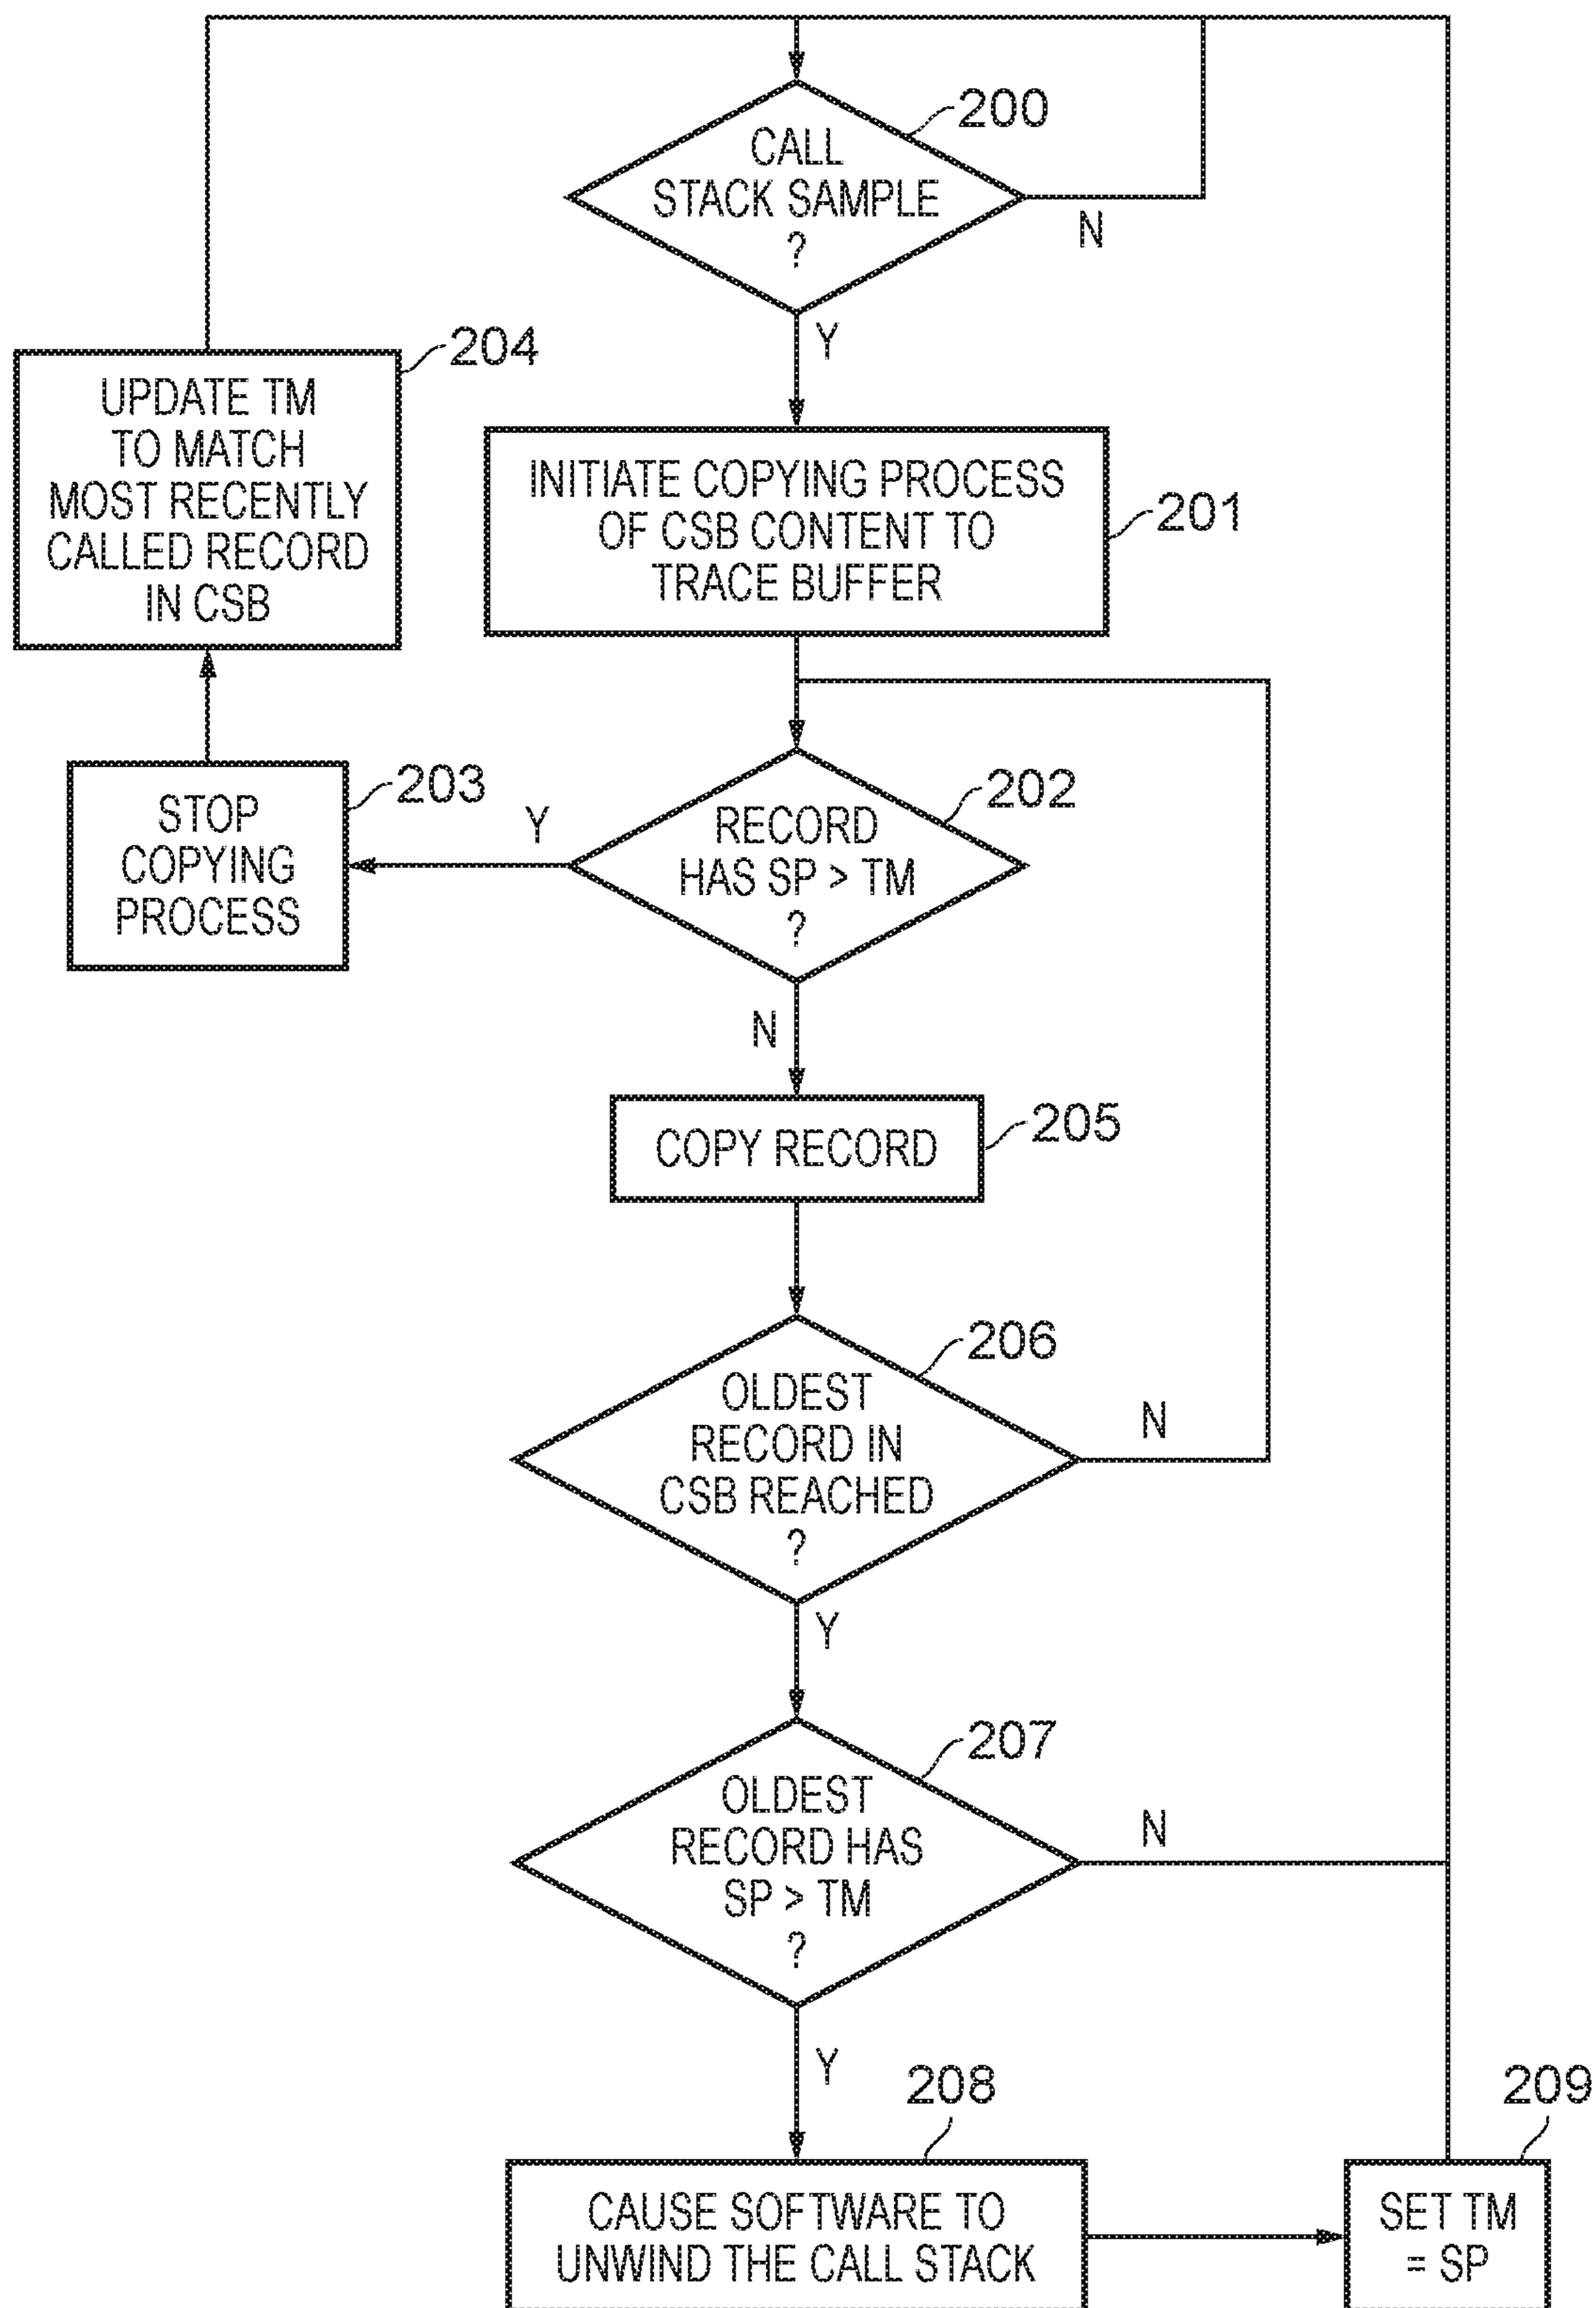 200
CALL
STACK SAMPLE
?
N
Y
204
UPDATE TM
TO MATCH
MOST RECENTLY
CALLED RECORD
IN CSB
INITIATE COPYING PROCESS
OF CSB CONTENT TO
TRACE BUFFER
201
203
STOP
COPYING
PROCESS
Y
202
RECORD
HAS SP > TM
?
N
COPY RECORD
205
206
OLDEST
RECORD IN
CSB REACHED
?
N
Y
207
OLDEST
RECORD HAS
SP > TM
?
N
Y
208
CAUSE SOFTWARE TO
UNWIND THE CALL STACK
209
SET TM
= SP